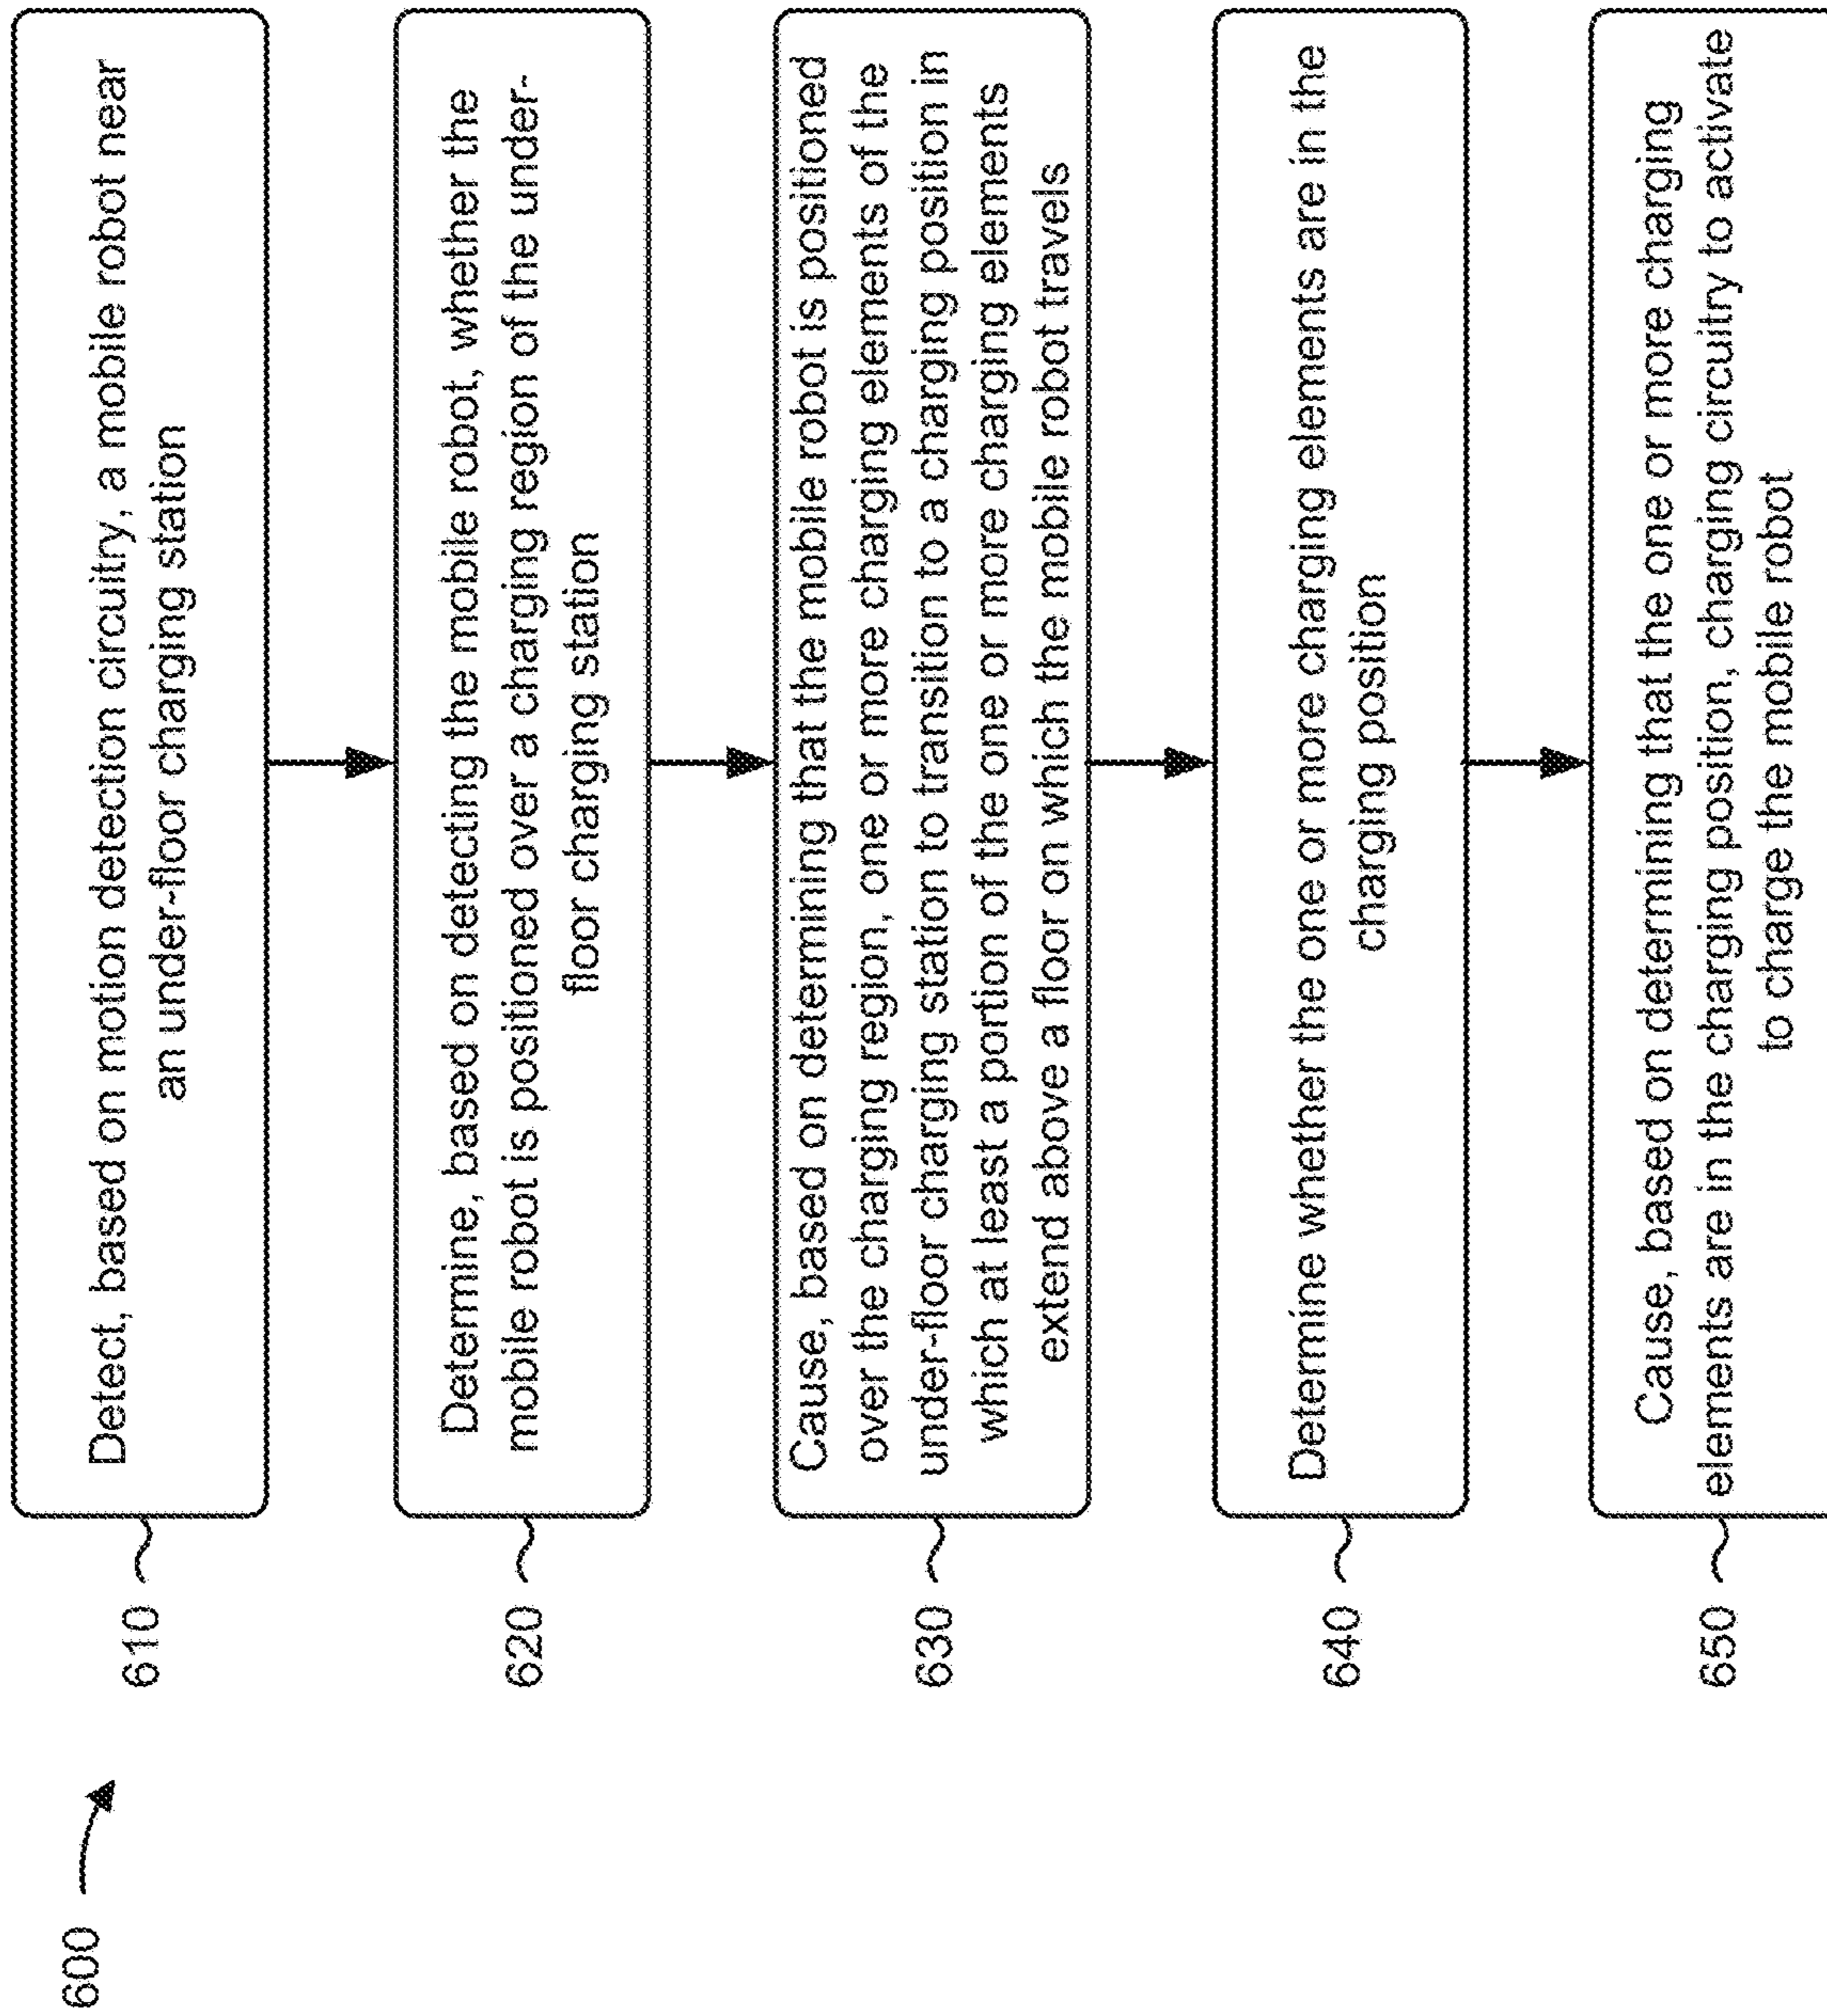 600
610
Detect, based on motion detection circuitry, a mobile robot near
an under-floor charging station
620
Determine, based on detecting the mobile robot, whether the
mobile robot is positioned over a charging region of the under-
floor charging station
630
Cause, based on determining that the mobile robot is positioned
over the charging region, one or more charging elements of the
under-floor charging station to transition to a charging position in
which at least a portion of the one or more charging elements
extend above a floor on which the mobile robot travels
640
Determine whether the one or more charging elements are in the
charging position
650
Cause, based on determining that the one or more charging
elements are in the charging position, charging circuitry to activate
to charge the mobile robot